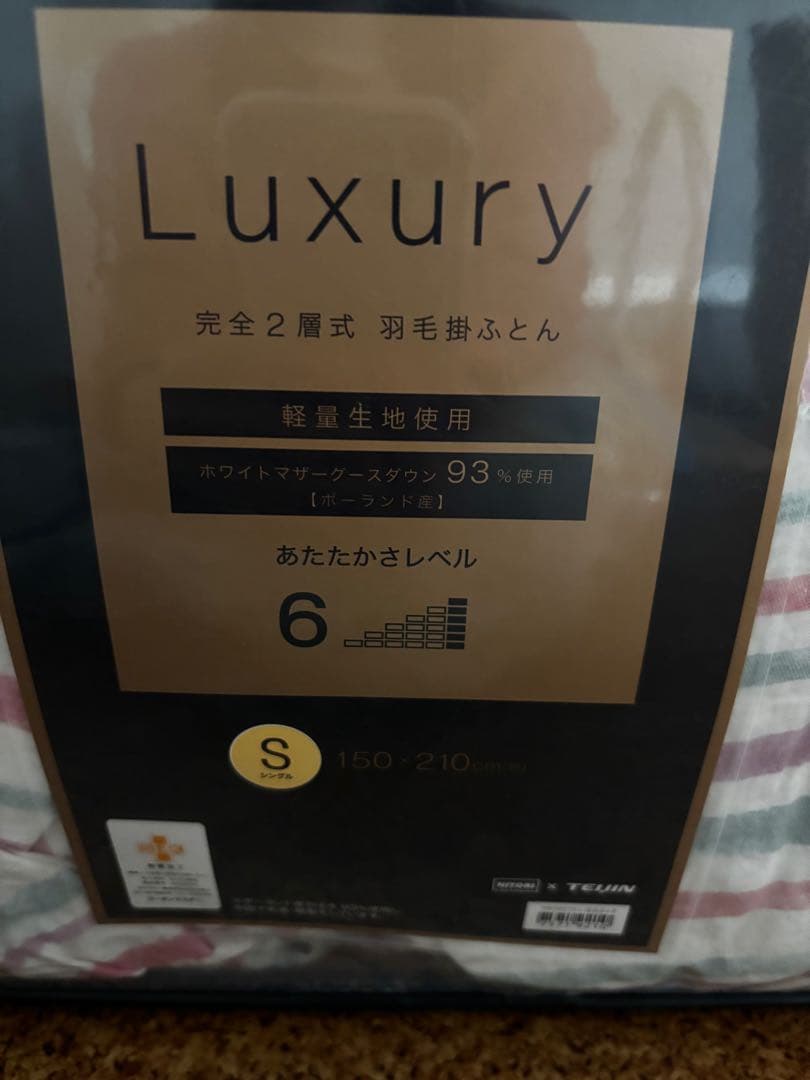 Luxury
完全2層式 羽毛掛ふとん
軽量生地使用
ホワイトマザーグースダウン 93%使用
【ポーランド産】
あたたかさレベル
6
S
シングル
150×210cm
NITORI × TEIJIN